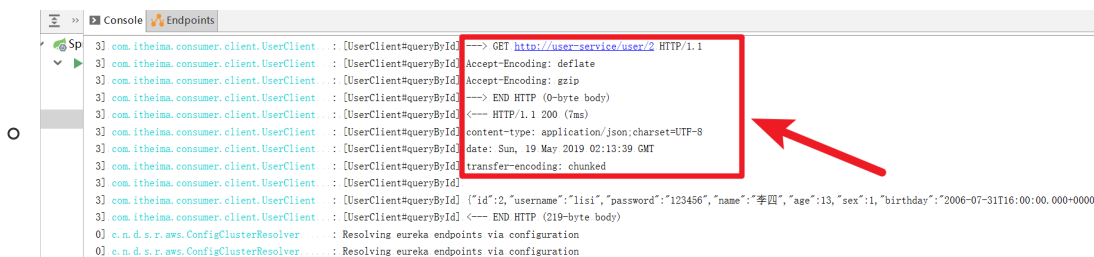 Console Endpoints
Sp
3] com.itheima.consumer.client.UserClient : [UserClient#queryById] ---> GET http://user-service/user/2 HTTP/1.1
3] com.itheima.consumer.client.UserClient : [UserClient#queryById] Accept-Encoding: deflate
3] com.itheima.consumer.client.UserClient : [UserClient#queryById] Accept-Encoding: gzip
3] com.itheima.consumer.client.UserClient : [UserClient#queryById] ---> END HTTP (0-byte body)
3] com.itheima.consumer.client.UserClient : [UserClient#queryById] <--- HTTP/1.1 200 (7ms)
3] com.itheima.consumer.client.UserClient : [UserClient#queryById] content-type: application/json;charset=UTF-8
3] com.itheima.consumer.client.UserClient : [UserClient#queryById] date: Sun, 19 May 2019 02:13:39 GMT
3] com.itheima.consumer.client.UserClient : [UserClient#queryById] transfer-encoding: chunked
3] com.itheima.consumer.client.UserClient : [UserClient#queryById]
3] com.itheima.consumer.client.UserClient : [UserClient#queryById] {"id":2,"username":"lisi","password":"123456","name":"李四","age":13,"sex":1,"birthday":"2006-07-31T16:00:00.000+0000
3] com.itheima.consumer.client.UserClient : [UserClient#queryById] <--- END HTTP (219-byte body)
0] c.n.d.s.r.aws.ConfigClusterResolver : Resolving eureka endpoints via configuration
0] c.n.d.s.r.aws.ConfigClusterResolver : Resolving eureka endpoints via configuration